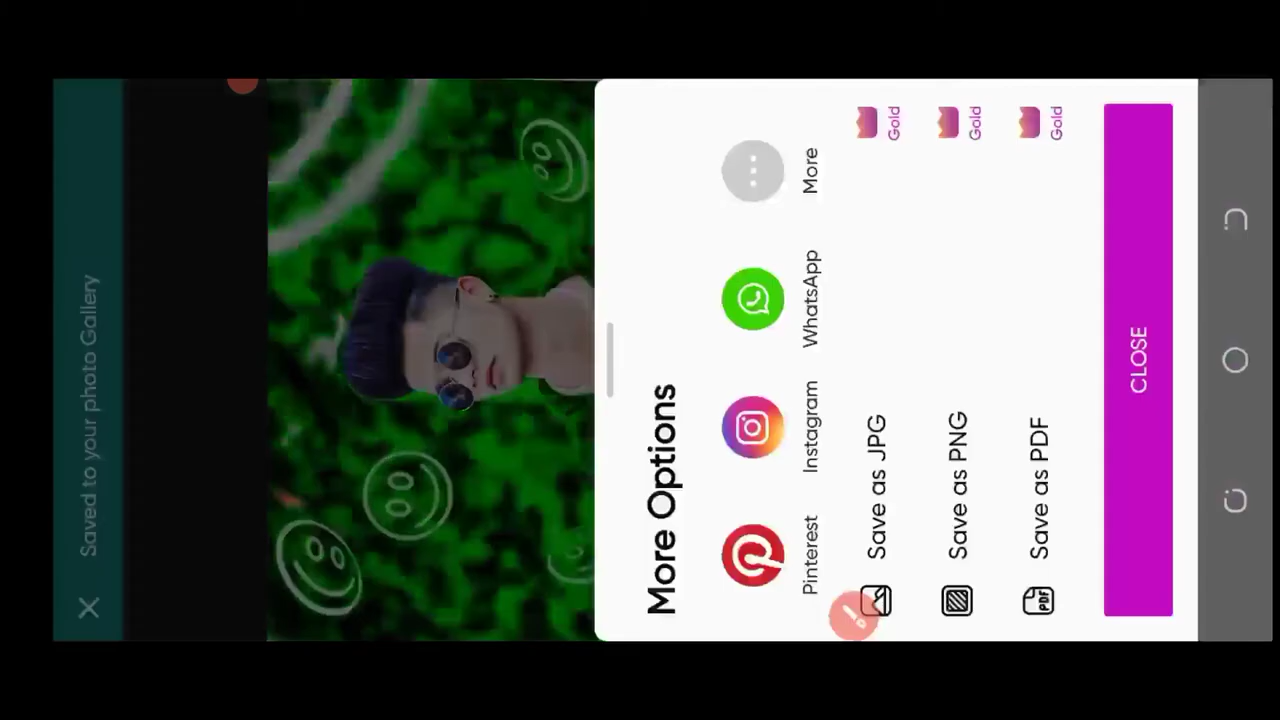 Saved to your photo Gallery
More Options
Pinterest
Instagram
WhatsApp
More
Save as JPG
Gold
Save as PNG
Gold
PDF
Save as PDF
Gold
CLOSE